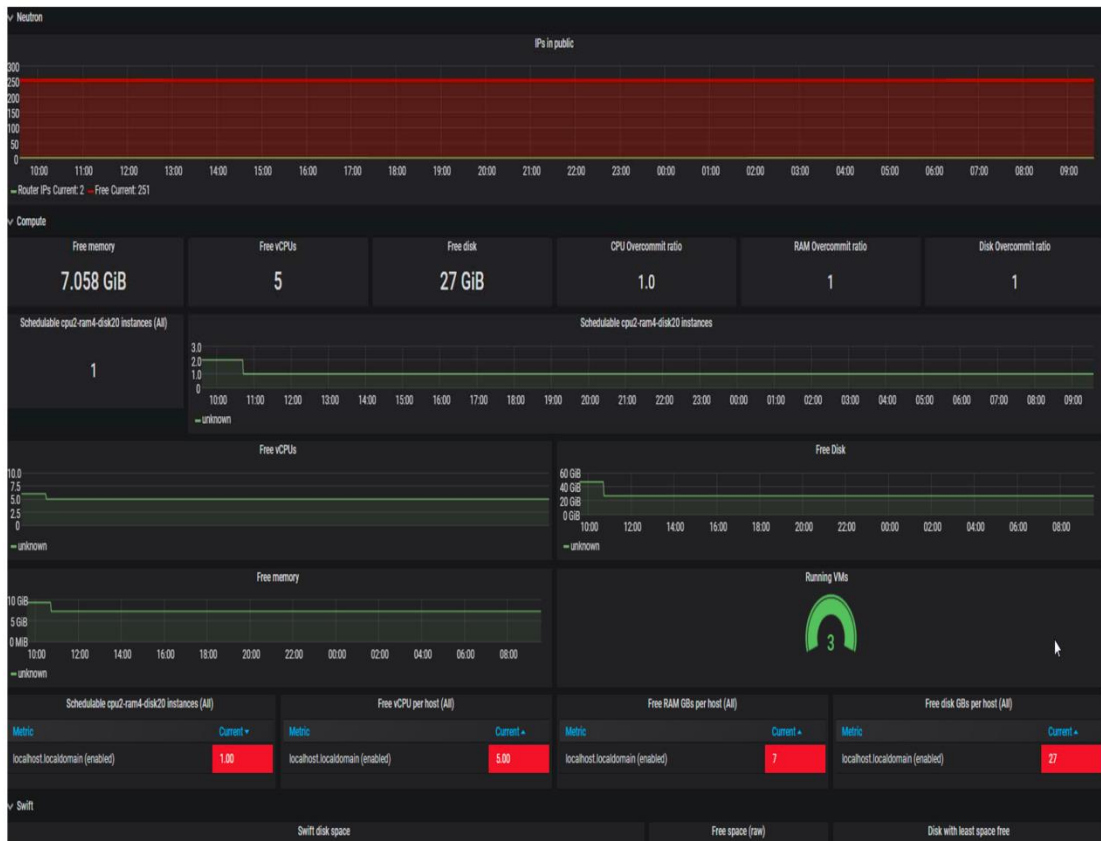 Neutron
IPs in public
300
250
200
150
100
50
0
10:00 11:00 12:00 13:00 14:00 15:00 16:00 17:00 18:00 19:00 20:00 21:00 22:00 23:00 00:00 01:00 02:00 03:00 04:00 05:00 06:00 07:00 08:00 09:00
Router IPs Current: 2 Free Current: 251
Compute
Free memory Free vCPUs Free disk CPU Overcommit ratio RAM Overcommit ratio Disk Overcommit ratio
7.058 GiB 5 27 GiB 1.0 1 1
Schedulable cpu2-ram4-disk20 instances (All)
1
Schedulable cpu2-ram4-disk20 instances
3.0
2.0
1.0
0
10:00 11:00 12:00 13:00 14:00 15:00 16:00 17:00 18:00 19:00 20:00 21:00 22:00 23:00 00:00 01:00 02:00 03:00 04:00 05:00 06:00 07:00 08:00 09:00
unknown
Free vCPUs
10.0
7.5
5.0
2.5
0
unknown
Free Disk
60 GiB
40 GiB
20 GiB
0 GiB
10:00 12:00 14:00 16:00 18:00 20:00 22:00 00:00 02:00 04:00 06:00 08:00
unknown
Free memory
10 GiB
5 GiB
0 MiB
10:00 12:00 14:00 16:00 18:00 20:00 22:00 00:00 02:00 04:00 06:00 08:00
unknown
Running VMs
3
Schedulable cpu2-ram4-disk20 instances (All)
Metric Current
localhost.localdomain (enabled) 1.00
Free vCPU per host (All)
Metric Current
localhost.localdomain (enabled) 5.00
Free RAM GBs per host (All)
Metric Current
localhost.localdomain (enabled) 7
Free disk GBs per host (All)
Metric Current
localhost.localdomain (enabled) 27
Swift
Swift disk space Free space (raw) Disk with least space free